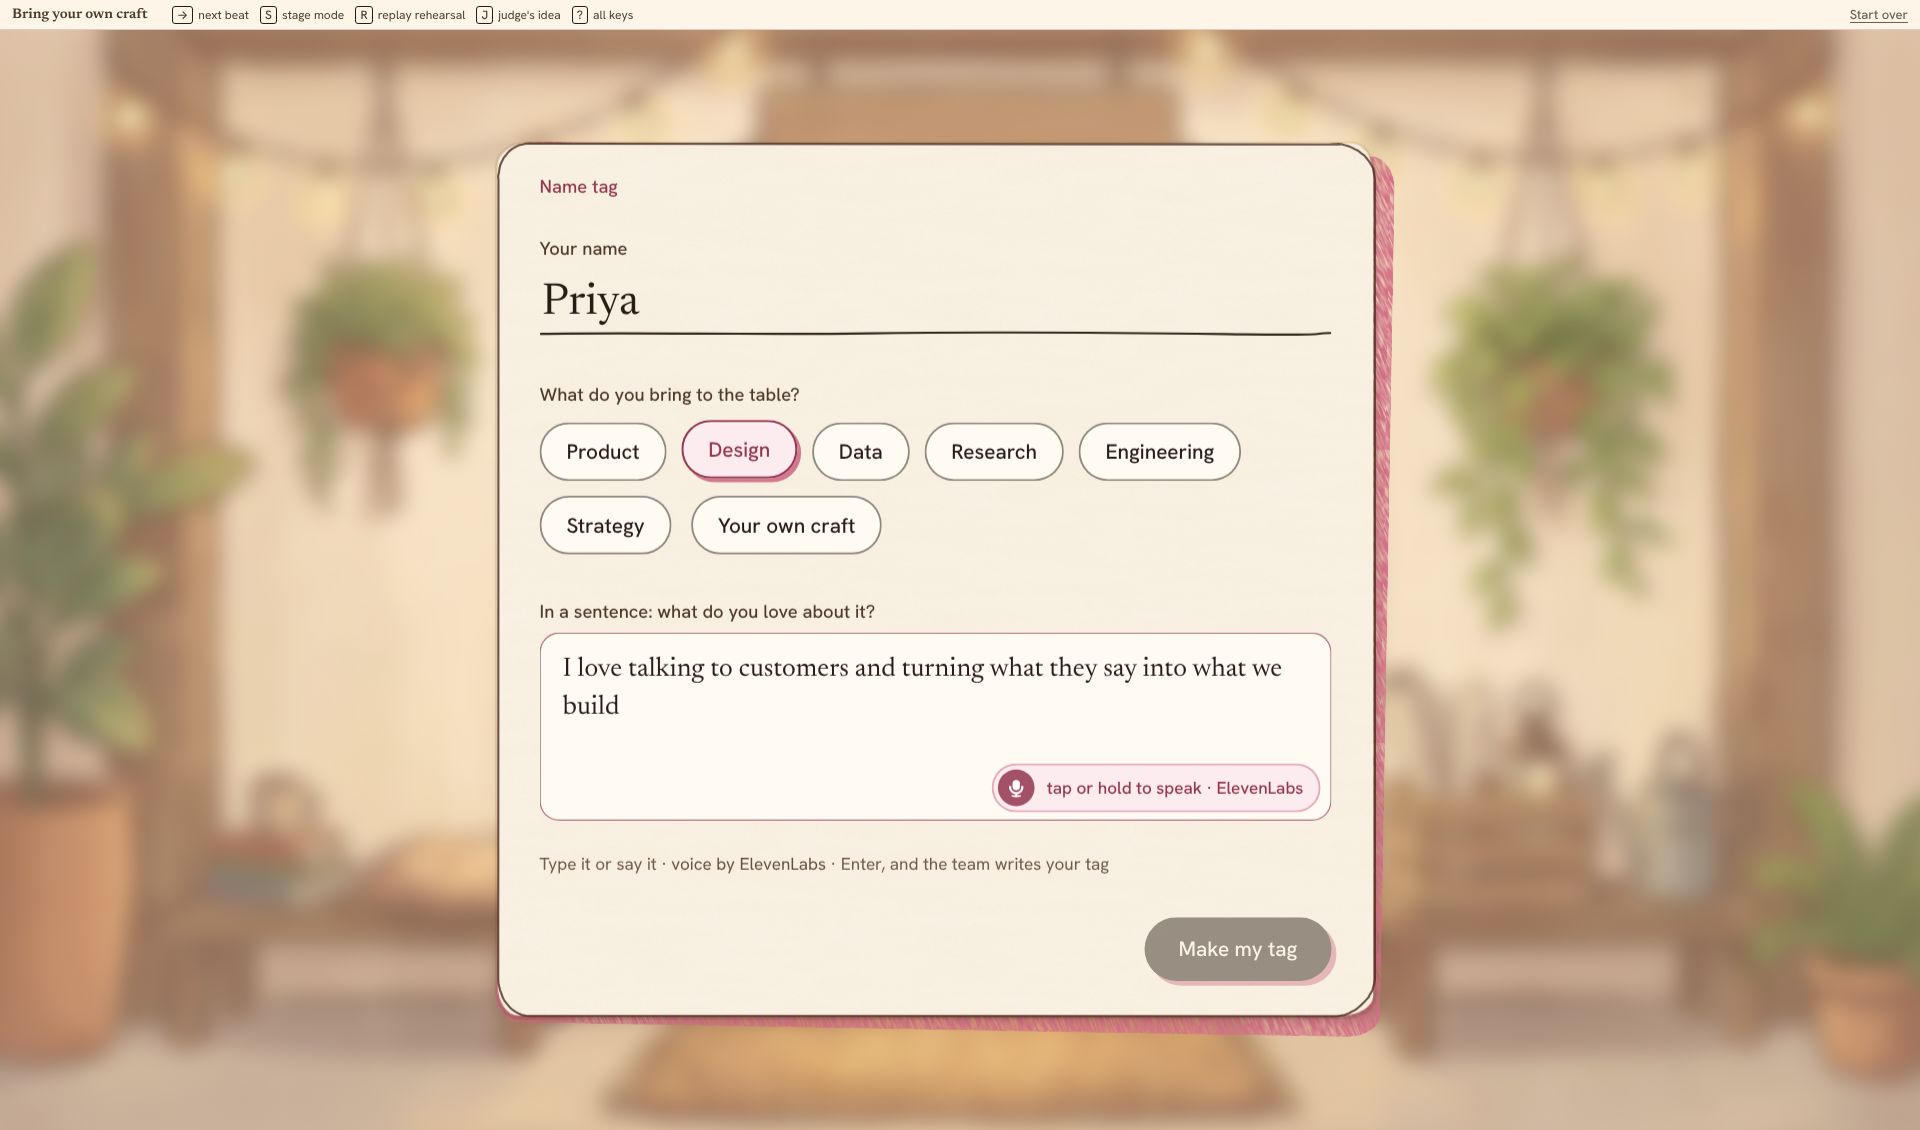 Bring your own craft → next beat S stage mode R replay rehearsal J judge's idea ? all keys Start over
Name tag
Your name
Priya
What do you bring to the table?
Product Design Data Research Engineering
Strategy Your own craft
In a sentence: what do you love about it?
I love talking to customers and turning what they say into what we
build
tap or hold to speak · ElevenLabs
Type it or say it · voice by ElevenLabs · Enter, and the team writes your tag
Make my tag